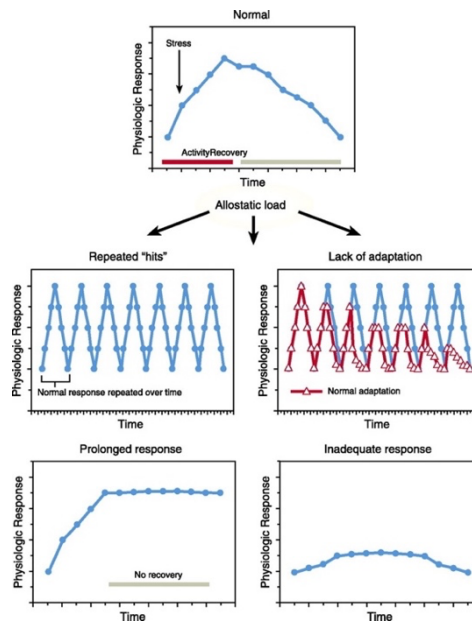 Normal
Physiologic Response
Stress
ActivityRecovery
Time
Allostatic load
Repeated "hits"
Physiologic Response
Normal response repeated over time
Time
Lack of adaptation
Physiologic Response
Normal adaptation
Time
Prolonged response
Physiologic Response
No recovery
Time
Inadequate response
Physiologic Response
Time